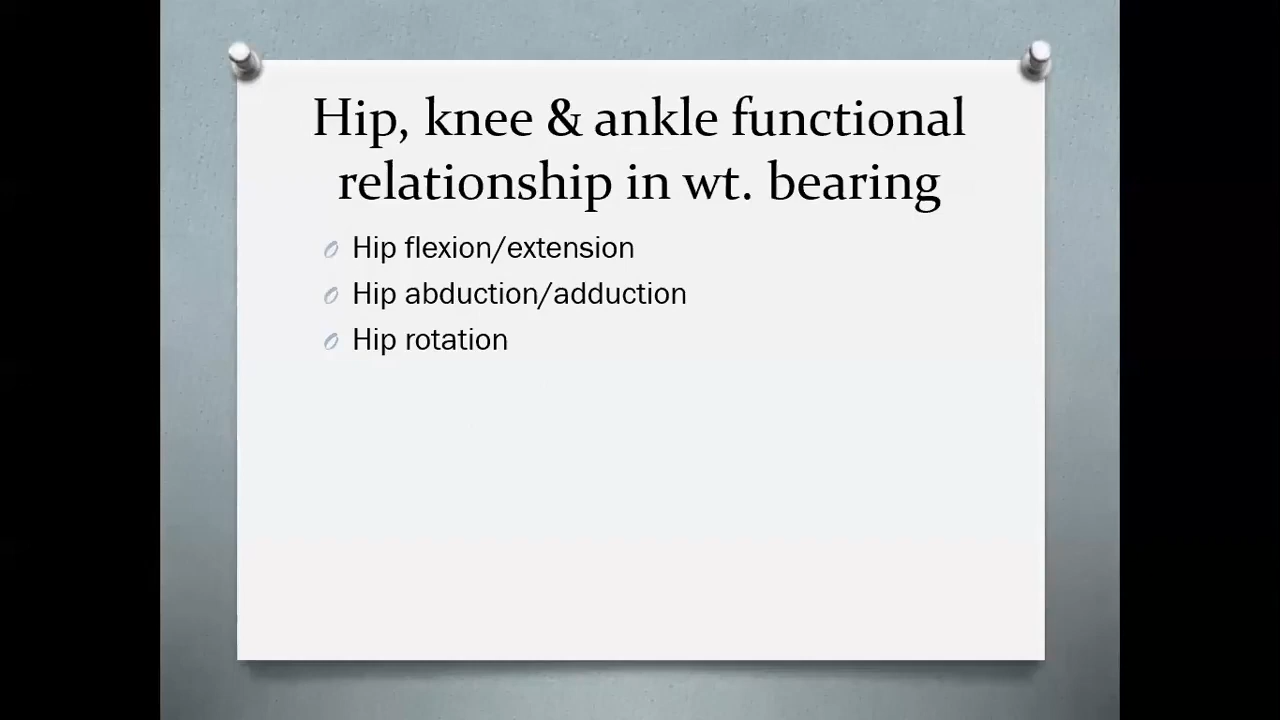 Hip, knee & ankle functional
relationship in wt. bearing
Hip flexion/extension
Hip abduction/adduction
Hip rotation